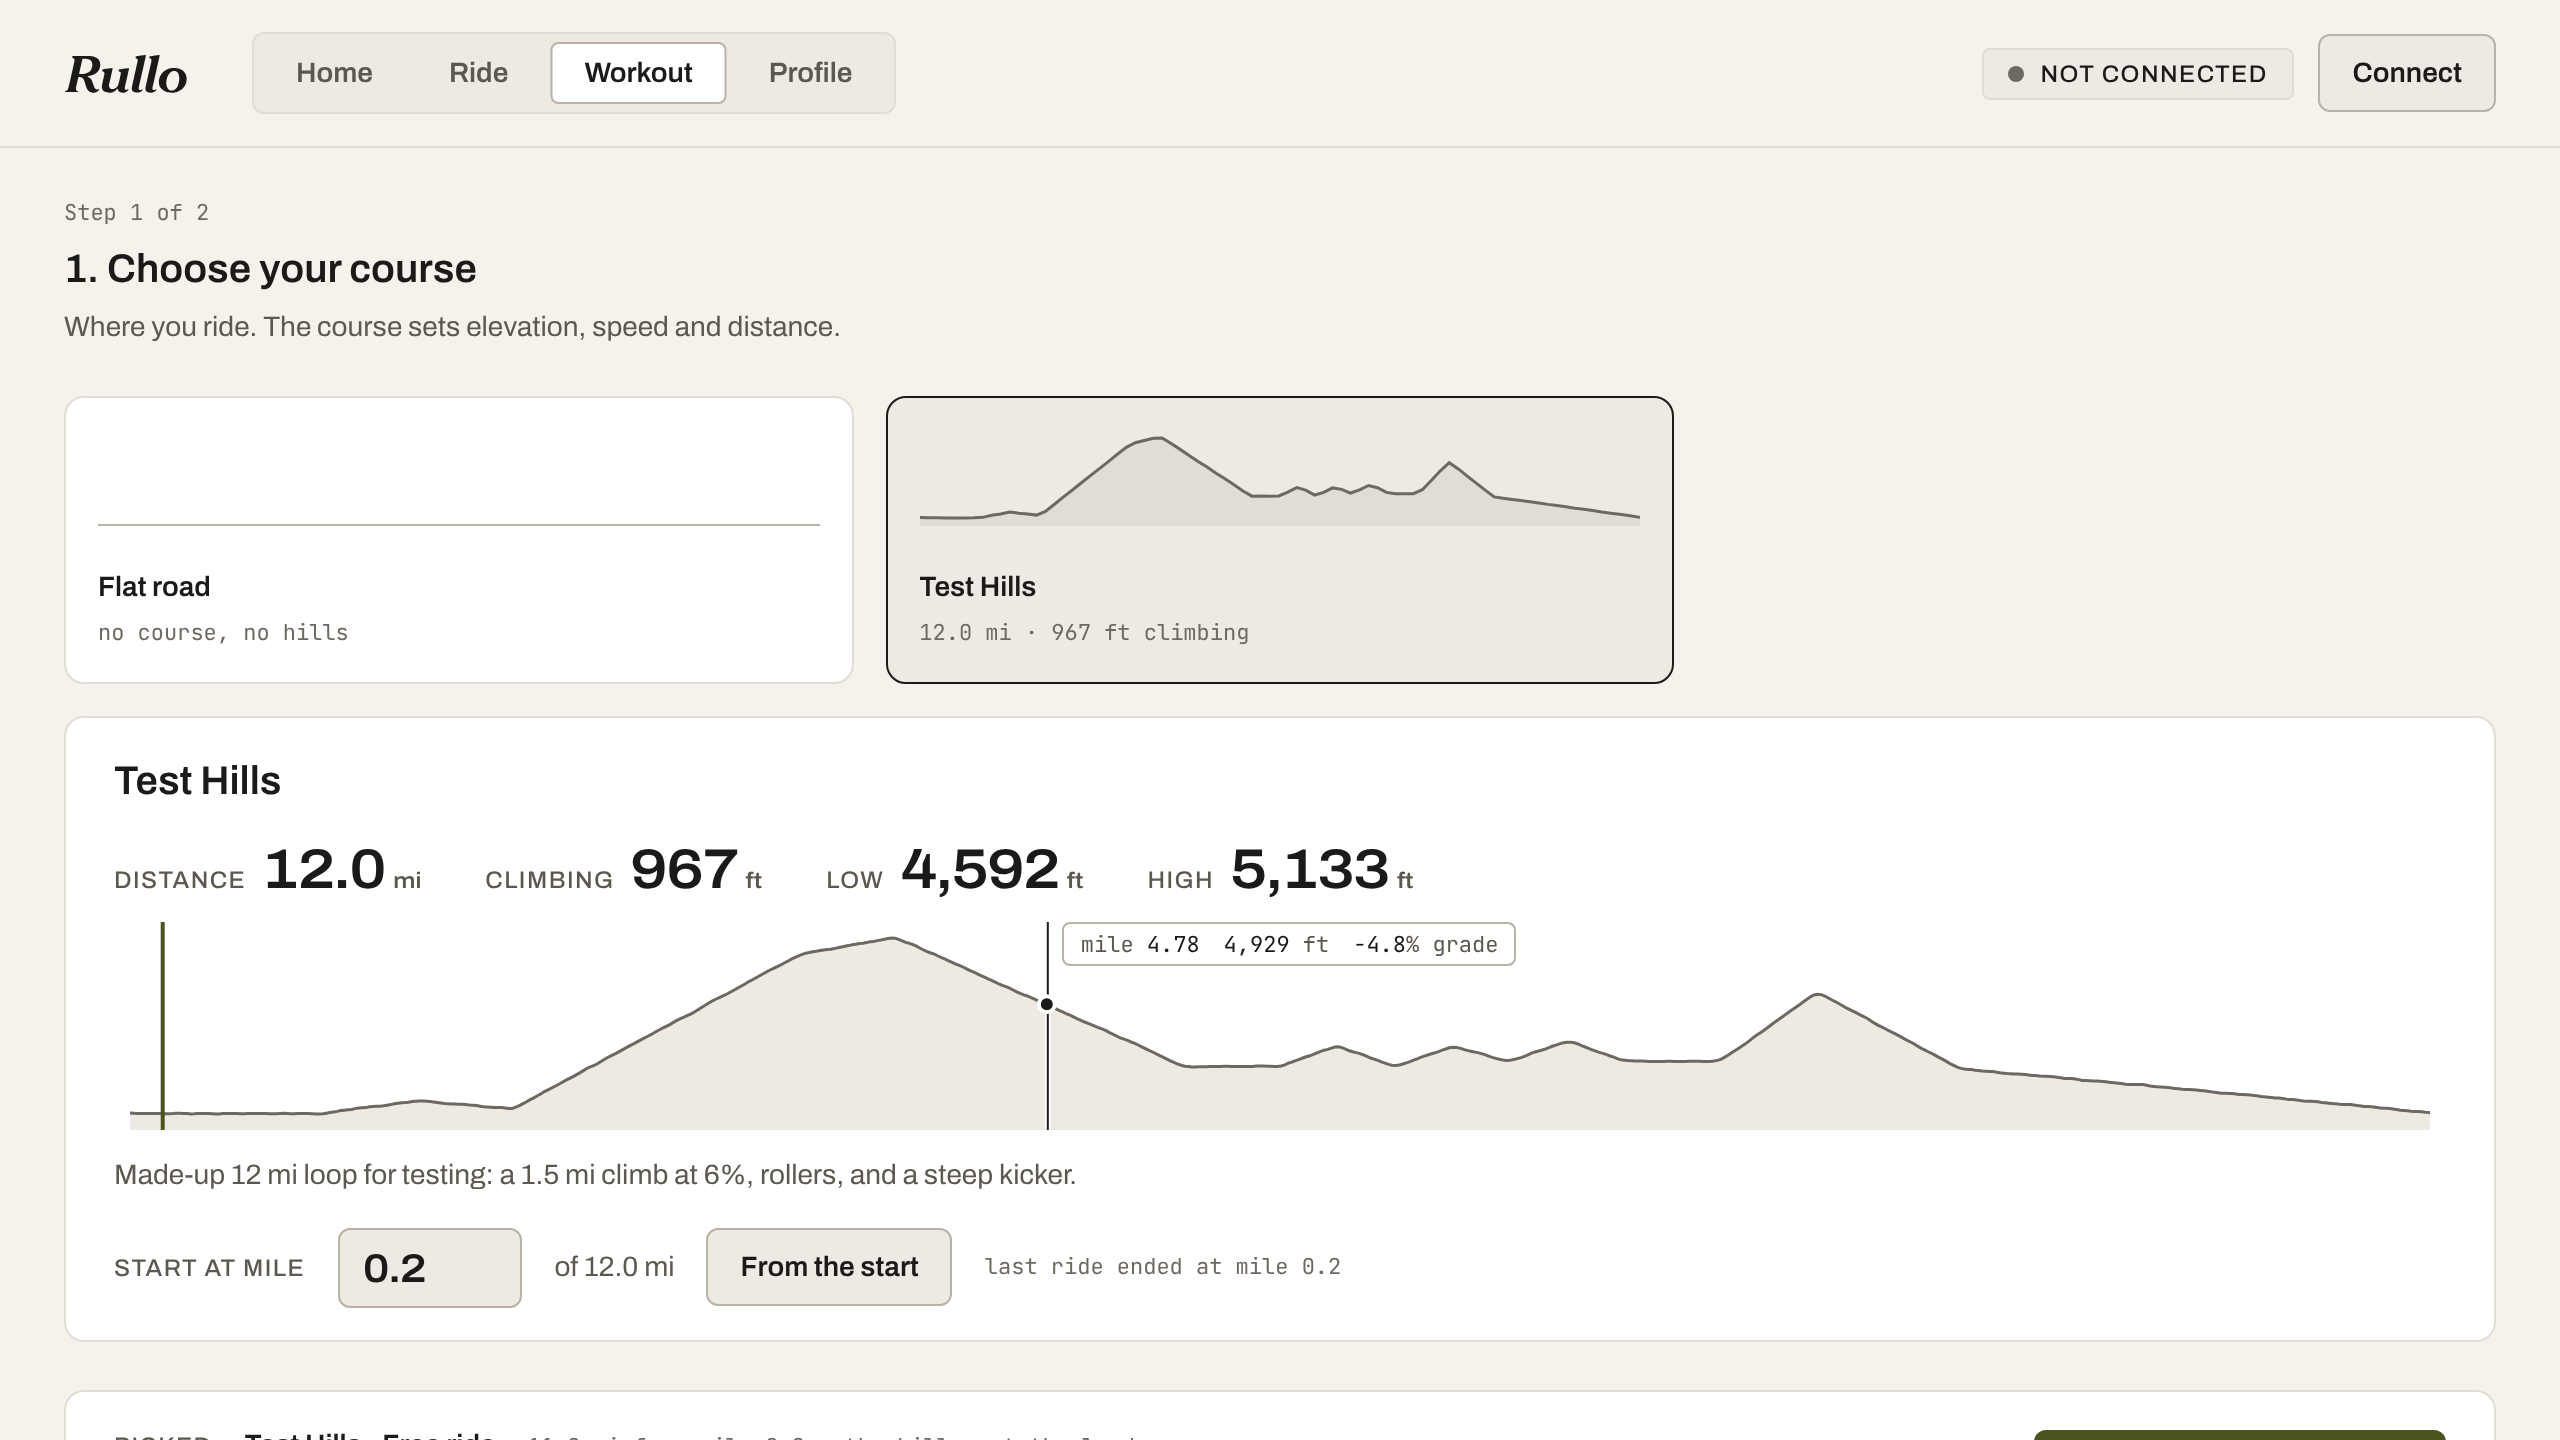 Rullo
Home Ride Workout Profile
NOT CONNECTED
Connect
Step 1 of 2
1. Choose your course
Where you ride. The course sets elevation, speed and distance.
Flat road
no course, no hills
Test Hills
12.0 mi · 967 ft climbing
Test Hills
DISTANCE 12.0 mi CLIMBING 967 ft LOW 4,592 ft HIGH 5,133 ft
mile 4.78 4,929 ft -4.8% grade
Made-up 12 mi loop for testing: a 1.5 mi climb at 6%, rollers, and a steep kicker.
START AT MILE 0.2 of 12.0 mi From the start last ride ended at mile 0.2
PICKED Test Hills